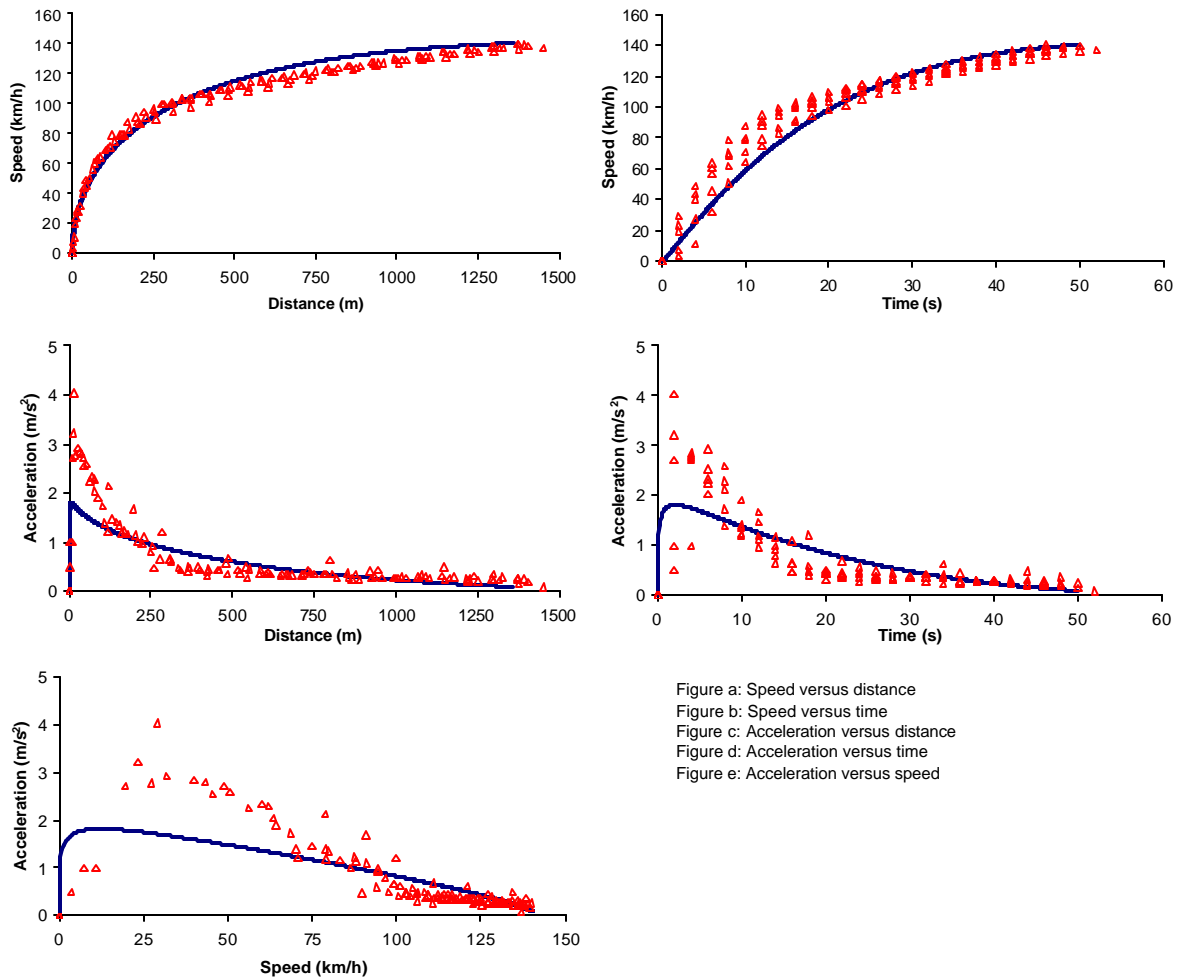 160
140
120
100
80
60
40
20
0
Speed (km/h)
0 250 500 750 1000 1250 1500
Distance (m)
160
140
120
100
80
60
40
20
0
Speed (km/h)
0 10 20 30 40 50 60
Time (s)
5
4
3
2
1
0
Acceleration (m/s²)
0 250 500 750 1000 1250 1500
Distance (m)
5
4
3
2
1
0
Acceleration (m/s²)
0 10 20 30 40 50 60
Time (s)
5
4
3
2
1
0
Acceleration (m/s²)
0 25 50 75 100 125 150
Speed (km/h)
Figure a: Speed versus distance
Figure b: Speed versus time
Figure c: Acceleration versus distance
Figure d: Acceleration versus time
Figure e: Acceleration versus speed